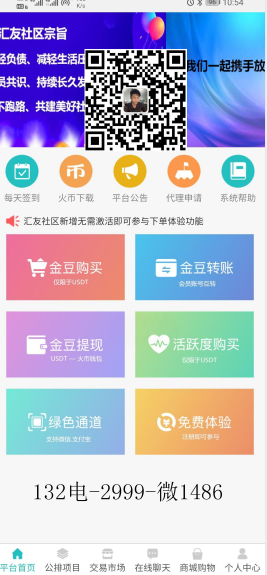 10:54
K/s
汇友社区宗旨
轻负债、减轻生活压
员共识、持续长久发
不跑路、共建美好社
我们一起携手放
每天签到
火币下载
平台公告
代理申请
系统帮助
汇友社区新增无需激活即可参与下单体验功能
金豆购买
仅限于USDT
金豆转账
会员账号互转
金豆提现
USDT — 火币钱包
活跃度购买
仅限于USDT
绿色通道
支持微信,支付宝
免费体验
注册即可参与
132电-2999-微1486
平台首页
公排项目
交易市场
在线聊天
商城购物
个人中心